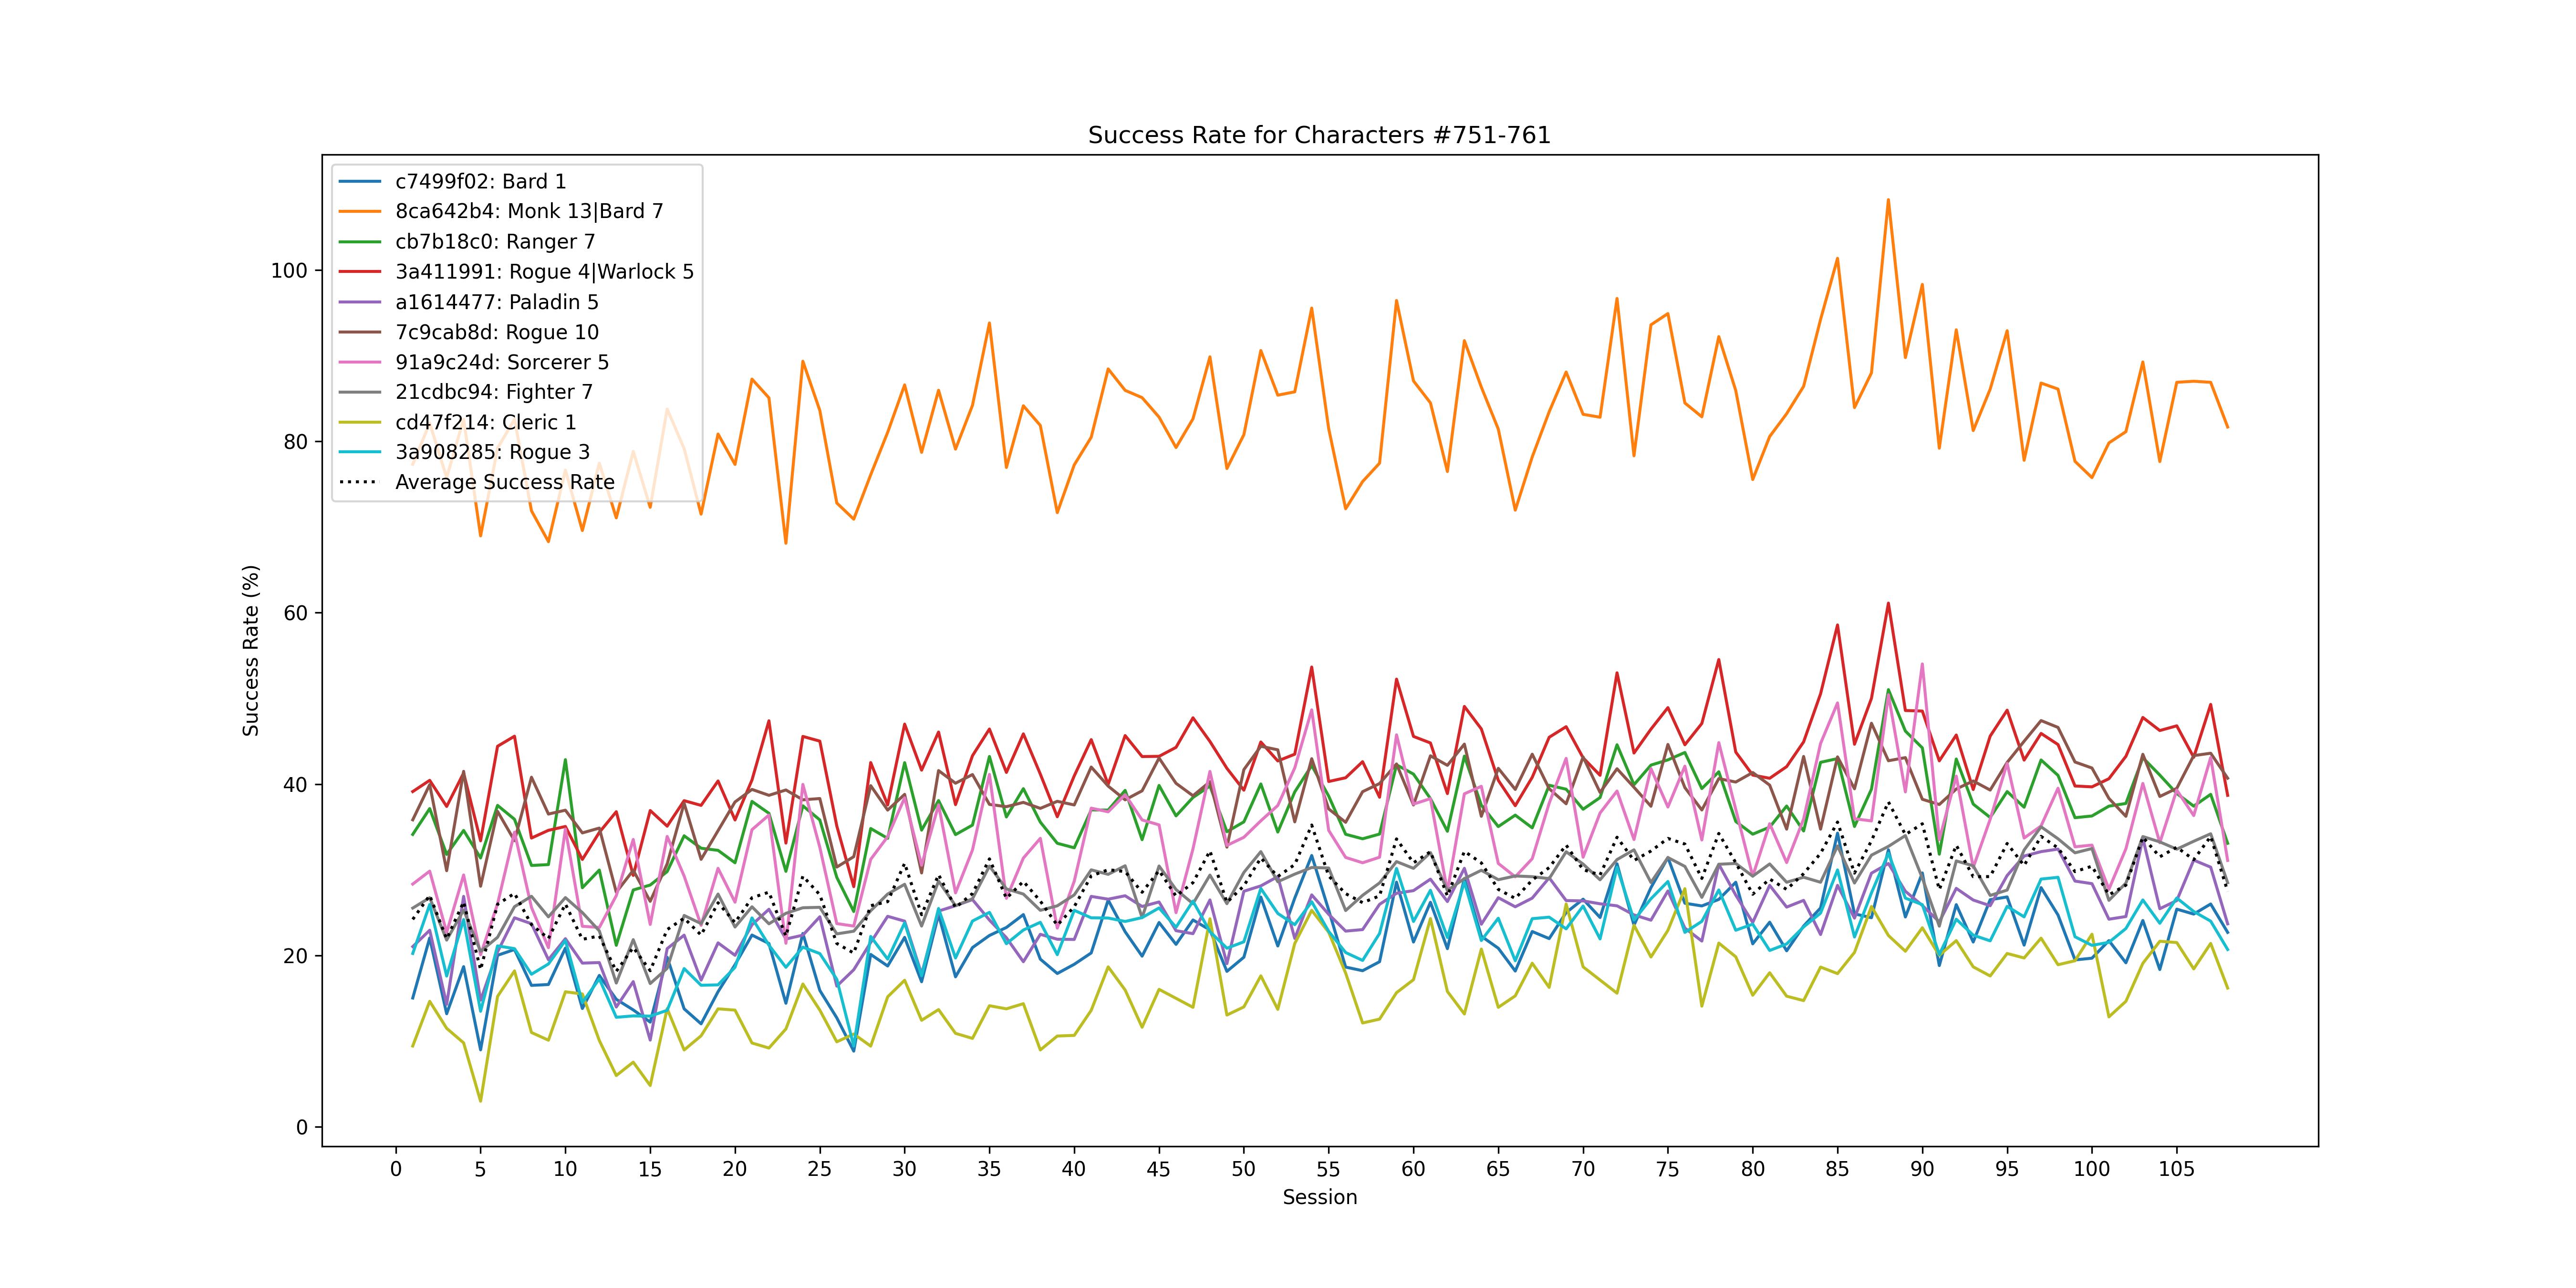 Success Rate for Characters #751-761
c7499f02: Bard 1
8ca642b4: Monk 13|Bard 7
cb7b18c0: Ranger 7
3a411991: Rogue 4|Warlock 5
a1614477: Paladin 5
7c9cab8d: Rogue 10
91a9c24d: Sorcerer 5
21cdbc94: Fighter 7
cd47f214: Cleric 1
3a908285: Rogue 3
Average Success Rate
Success Rate (%)
100
80
60
40
20
0
0 5 10 15 20 25 30 35 40 45 50 55 60 65 70 75 80 85 90 95 100 105
Session